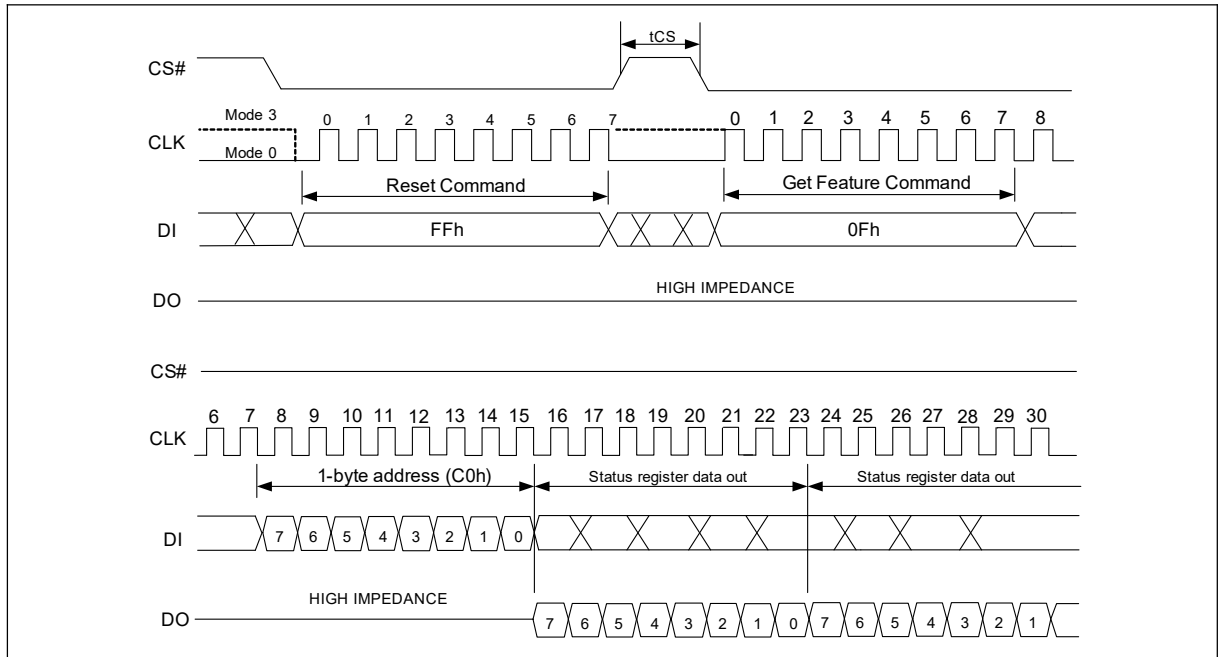 tCS
CS#
Mode 3
0 1 2 3 4 5 6 7 0 1 2 3 4 5 6 7 8
CLK
Mode 0
Reset Command Get Feature Command
DI FFh 0Fh
HIGH IMPEDANCE
DO
CS#
6 7 8 9 10 11 12 13 14 15 16 17 18 19 20 21 22 23 24 25 26 27 28 29 30
CLK
1-byte address (C0h) Status register data out Status register data out
DI 7 6 5 4 3 2 1 0
HIGH IMPEDANCE
DO 7 6 5 4 3 2 1 0 7 6 5 4 3 2 1